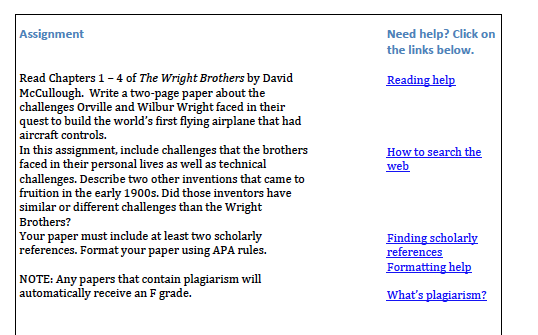 Assignment
Need help? Click on
the links below.
Read Chapters 1 – 4 of The Wright Brothers by David
McCullough.  Write a two-page paper about the
challenges Orville and Wilbur Wright faced in their
quest to build the world's first flying airplane that had
aircraft controls.
Reading help
In this assignment, include challenges that the brothers
faced in their personal lives as well as technical
challenges. Describe two other inventions that came to
fruition in the early 1900s. Did those inventors have
similar or different challenges than the Wright
Brothers?
How to search the
web
Your paper must include at least two scholarly
references. Format your paper using APA rules.
Finding scholarly
references
Formatting help
NOTE: Any papers that contain plagiarism will
automatically receive an F grade.
What's plagiarism?